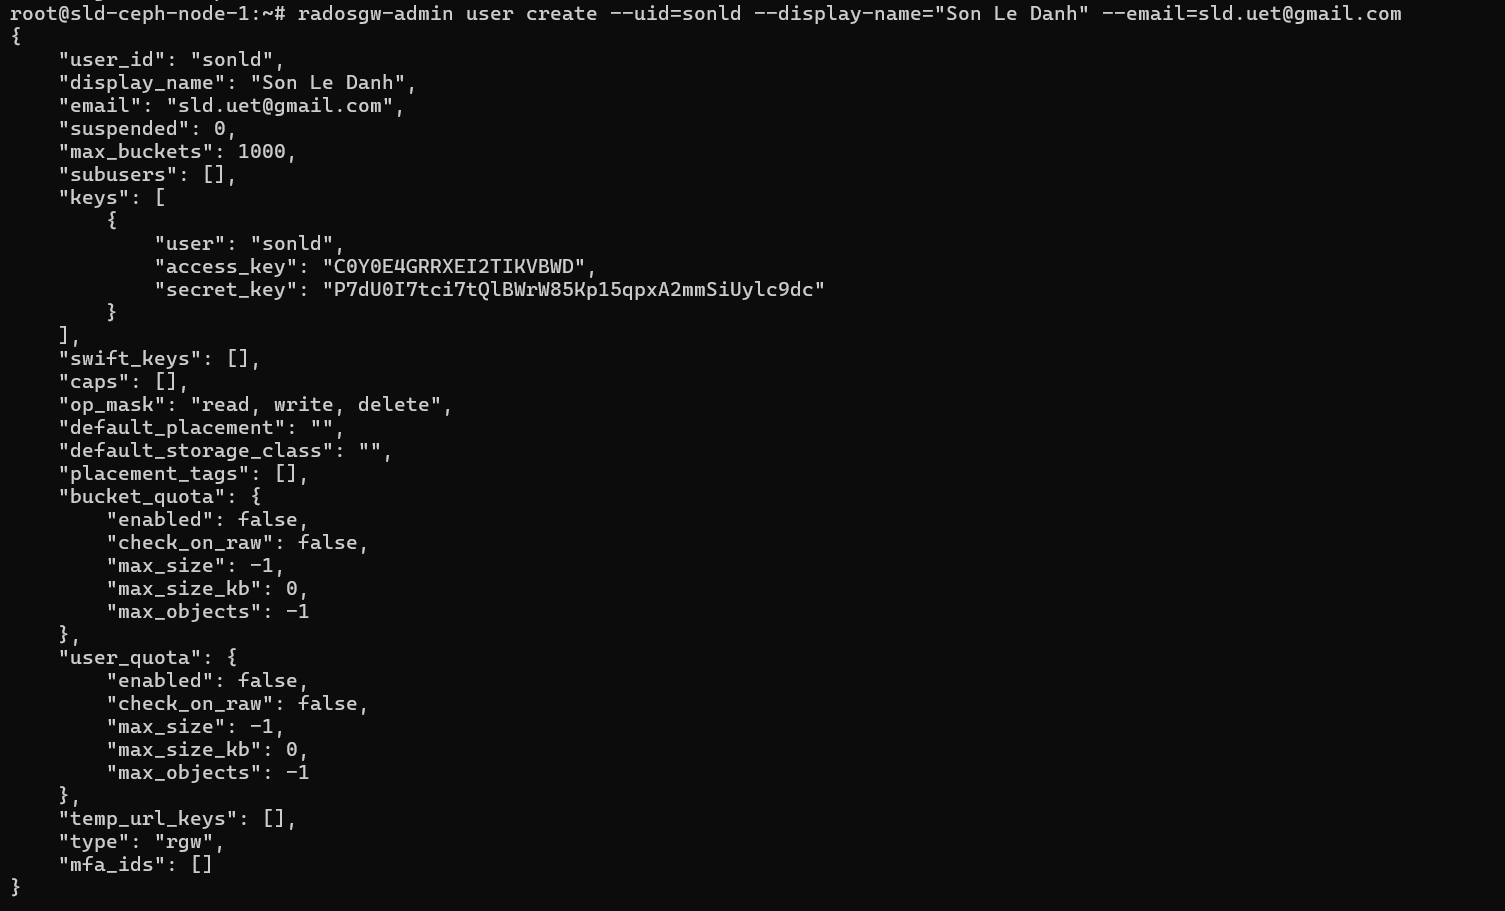 root@sld-ceph-node-1:~# radosgw-admin user create --uid=sonld --display-name="Son Le Danh" --email=sld.uet@gmail.com
{
    "user_id": "sonld",
    "display_name": "Son Le Danh",
    "email": "sld.uet@gmail.com",
    "suspended": 0,
    "max_buckets": 1000,
    "subusers": [],
    "keys": [
        {
            "user": "sonld",
            "access_key": "C0Y0E4GRRXEI2TIKVBWD",
            "secret_key": "P7dU0I7tci7tQlBWrW85Kp15qpxA2mmSiUylc9dc"
        }
    ],
    "swift_keys": [],
    "caps": [],
    "op_mask": "read, write, delete",
    "default_placement": "",
    "default_storage_class": "",
    "placement_tags": [],
    "bucket_quota": {
        "enabled": false,
        "check_on_raw": false,
        "max_size": -1,
        "max_size_kb": 0,
        "max_objects": -1
    },
    "user_quota": {
        "enabled": false,
        "check_on_raw": false,
        "max_size": -1,
        "max_size_kb": 0,
        "max_objects": -1
    },
    "temp_url_keys": [],
    "type": "rgw",
    "mfa_ids": []
}